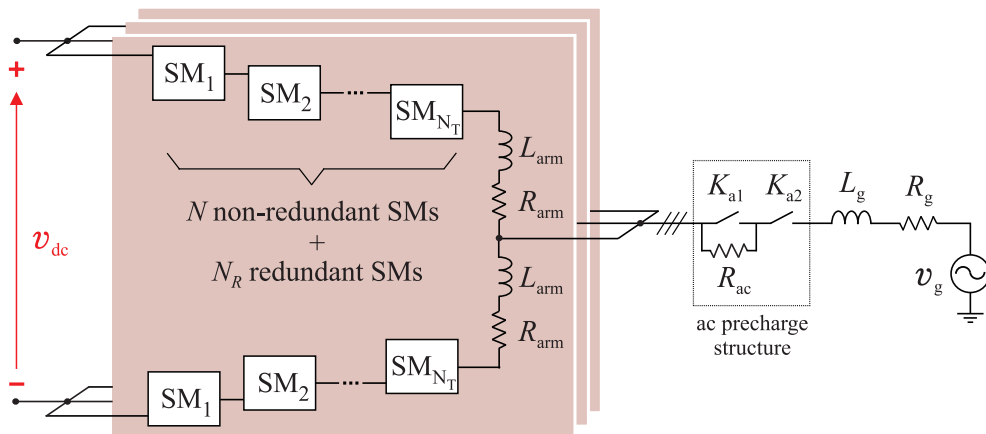 SM1
SM2
SMNT
Larm
Rarm
N non-redundant SMs
+
NR redundant SMs
+
vdc
−
Larm
Rarm
SM1
SM2
SMNT
Ka1
Ka2
Rac
ac precharge
structure
Lg
Rg
vg